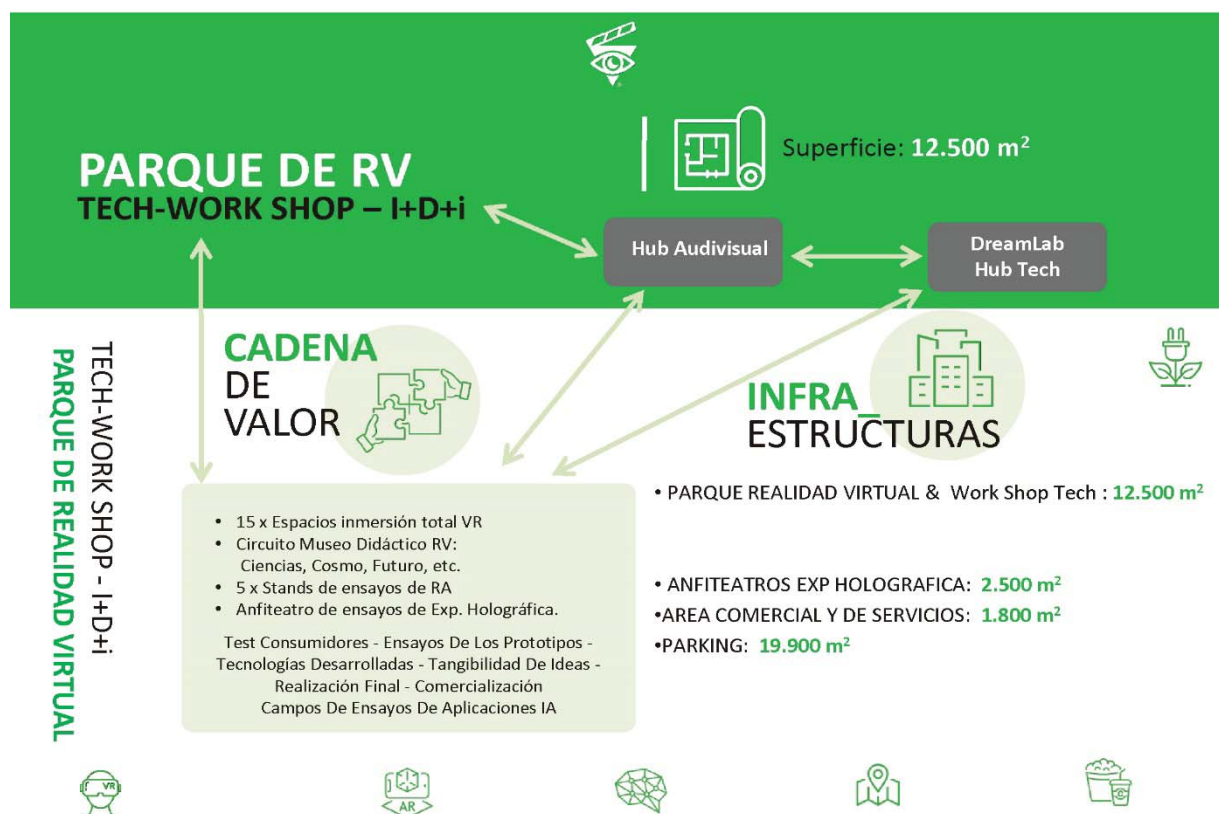 Superficie: 12.500 m²
PARQUE DE RV
TECH-WORK SHOP – I+D+i
Hub Audivisual
DreamLab
Hub Tech
TECH-WORK SHOP - I+D+i
PARQUE DE REALIDAD VIRTUAL
CADENA
DE
VALOR
INFRA_
ESTRUCTURAS
• 15 x Espacios inmersión total VR
• Circuito Museo Didáctico RV:
Ciencias, Cosmo, Futuro, etc.
• 5 x Stands de ensayos de RA
• Anfiteatro de ensayos de Exp. Holográfica.
Test Consumidores - Ensayos De Los Prototipos -
Tecnologías Desarrolladas - Tangibilidad De Ideas -
Realización Final - Comercialización
Campos De Ensayos De Aplicaciones IA
• PARQUE REALIDAD VIRTUAL & Work Shop Tech : 12.500 m²
• ANFITEATROS EXP HOLOGRAFICA: 2.500 m²
•AREA COMERCIAL Y DE SERVICIOS: 1.800 m²
•PARKING: 19.900 m²
VR
AR